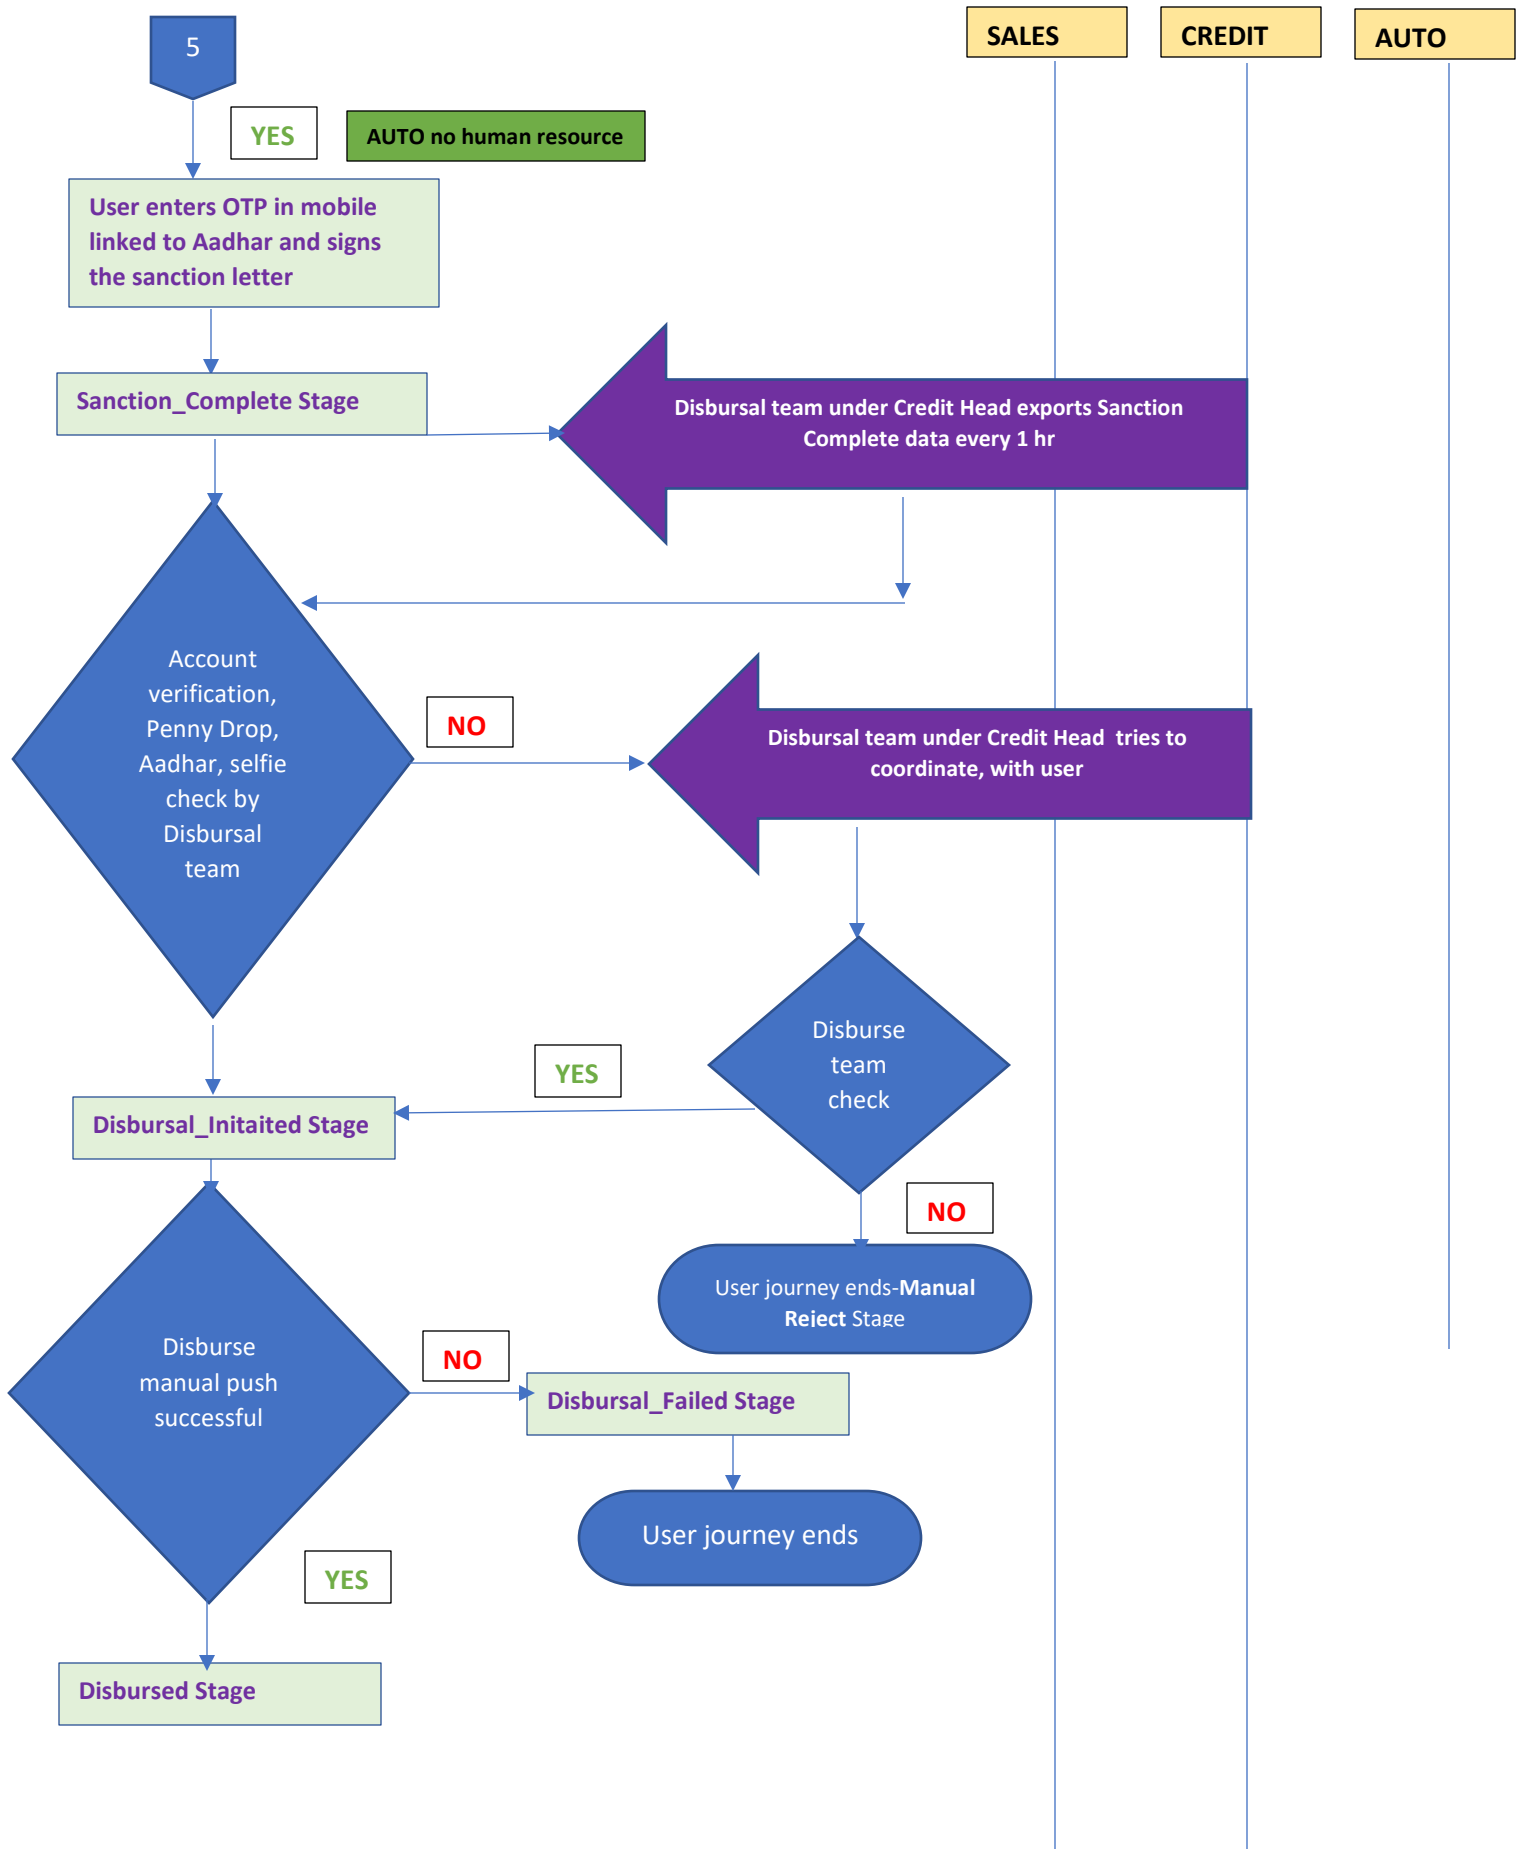 5
SALES
CREDIT
AUTO
YES
AUTO no human resource
User enters OTP in mobile
linked to Aadhar and signs
the sanction letter
Sanction_Complete Stage
Disbursal team under Credit Head exports Sanction
Complete data every 1 hr
Account
verification,
Penny Drop,
Aadhar, selfie
check by
Disbursal
team
NO
Disbursal team under Credit Head  tries to
coordinate, with user
Disburse
team
check
YES
Disbursal_Initaited Stage
NO
User journey ends-Manual
Reject Stage
Disburse
manual push
successful
NO
Disbursal_Failed Stage
User journey ends
YES
Disbursed Stage